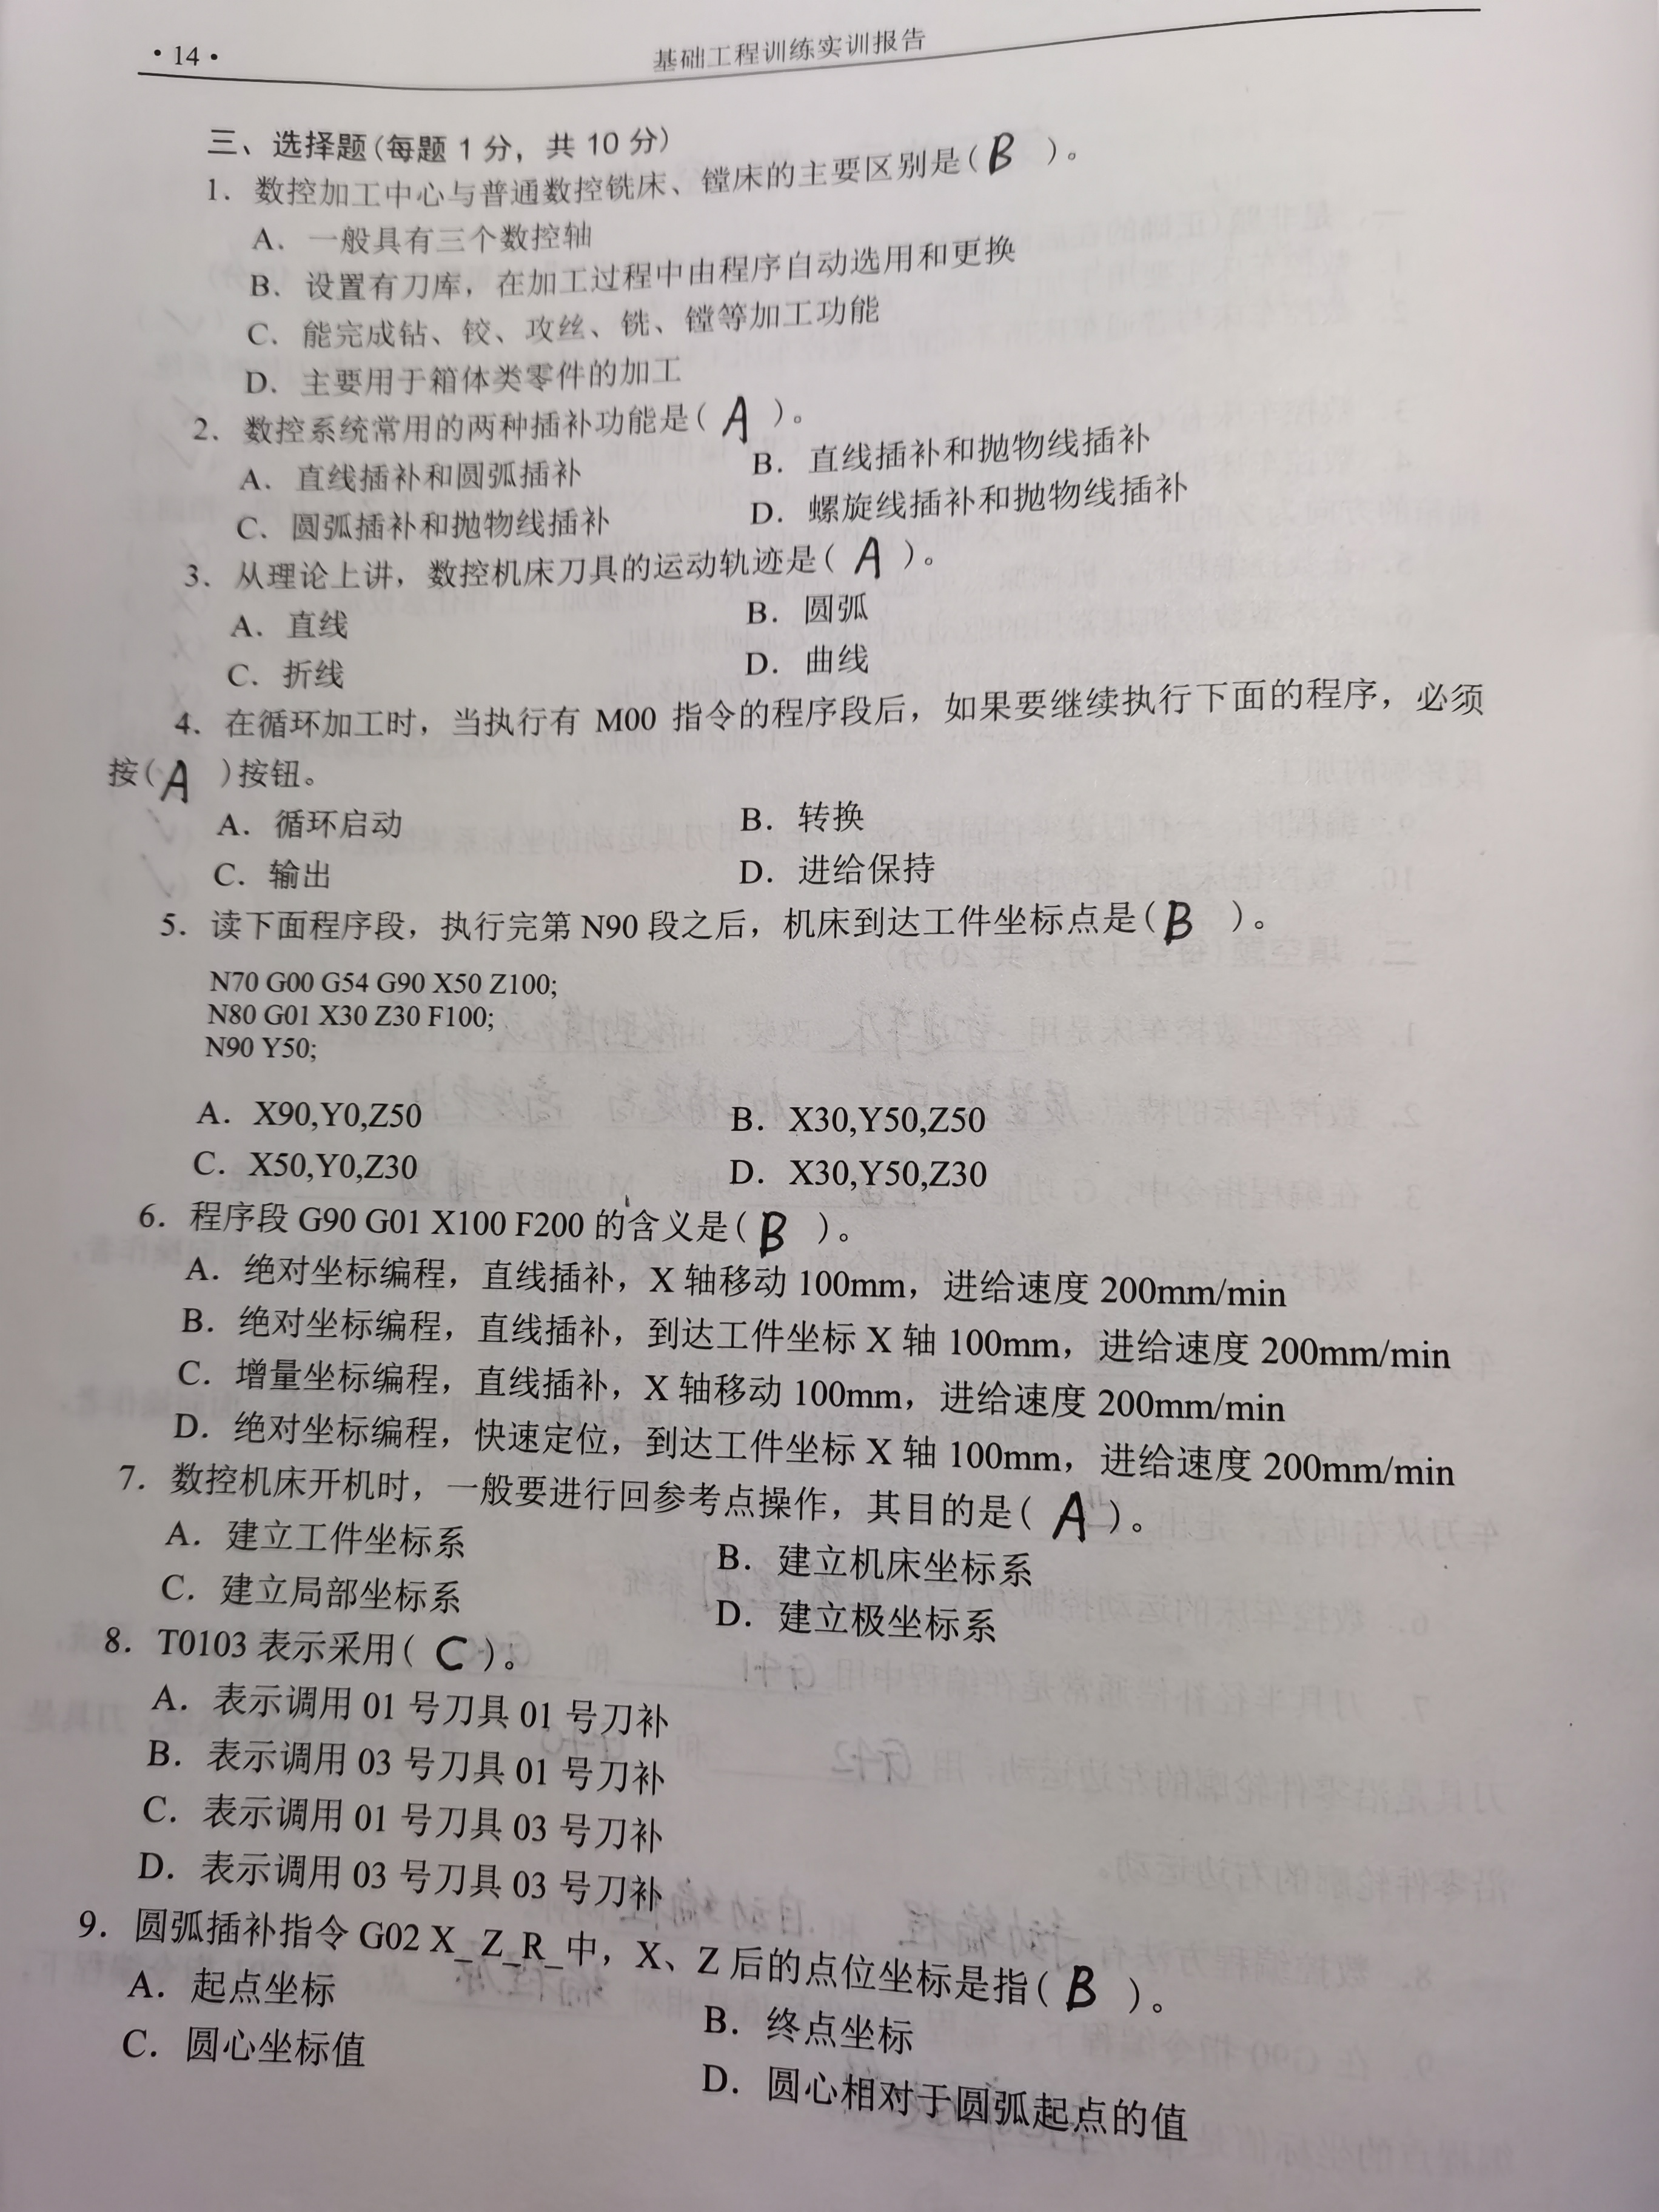 ·14·
基础工程训练实训报告
三、选择题(每题 1 分，共 10 分)
1. 数控加工中心与普通数控铣床、镗床的主要区别是( B )。
A. 一般具有三个数控轴
B. 设置有刀库，在加工过程中由程序自动选用和更换
C. 能完成钻、铰、攻丝、铣、镗等加工功能
D. 主要用于箱体类零件的加工
2. 数控系统常用的两种插补功能是( A )。
A. 直线插补和圆弧插补 B. 直线插补和抛物线插补
C. 圆弧插补和抛物线插补 D. 螺旋线插补和抛物线插补
3. 从理论上讲，数控机床刀具的运动轨迹是( A )。
A. 直线 B. 圆弧
C. 折线 D. 曲线
4. 在循环加工时，当执行有 M00 指令的程序段后，如果要继续执行下面的程序，必须
按( A )按钮。
A. 循环启动 B. 转换
C. 输出 D. 进给保持
5. 读下面程序段，执行完第 N90 段之后，机床到达工件坐标点是( B )。
N70 G00 G54 G90 X50 Z100;
N80 G01 X30 Z30 F100;
N90 Y50;
A. X90,Y0,Z50 B. X30,Y50,Z50
C. X50,Y0,Z30 D. X30,Y50,Z30
6. 程序段 G90 G01 X100 F200 的含义是( B )。
A. 绝对坐标编程，直线插补，X 轴移动 100mm，进给速度 200mm/min
B. 绝对坐标编程，直线插补，到达工件坐标 X 轴 100mm，进给速度 200mm/min
C. 增量坐标编程，直线插补，X 轴移动 100mm，进给速度 200mm/min
D. 绝对坐标编程，快速定位，到达工件坐标 X 轴 100mm，进给速度 200mm/min
7. 数控机床开机时，一般要进行回参考点操作，其目的是( A )。
A. 建立工件坐标系 B. 建立机床坐标系
C. 建立局部坐标系 D. 建立极坐标系
8. T0103 表示采用( C )。
A. 表示调用 01 号刀具 01 号刀补
B. 表示调用 03 号刀具 01 号刀补
C. 表示调用 01 号刀具 03 号刀补
D. 表示调用 03 号刀具 03 号刀补
9. 圆弧插补指令 G02 X_ Z_R_中，X、Z 后的点位坐标是指( B )。
A. 起点坐标 B. 终点坐标
C. 圆心坐标值 D. 圆心相对于圆弧起点的值